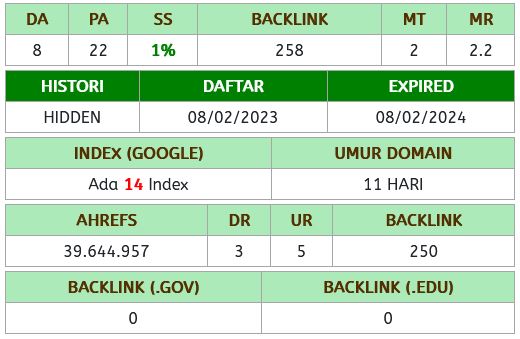 DA PA SS BACKLINK MT MR
8 22 1% 258 2 2.2
HISTORI DAFTAR EXPIRED
HIDDEN 08/02/2023 08/02/2024
INDEX (GOOGLE) UMUR DOMAIN
Ada 14 Index 11 HARI
AHREFS DR UR BACKLINK
39.644.957 3 5 250
BACKLINK (.GOV) BACKLINK (.EDU)
0 0